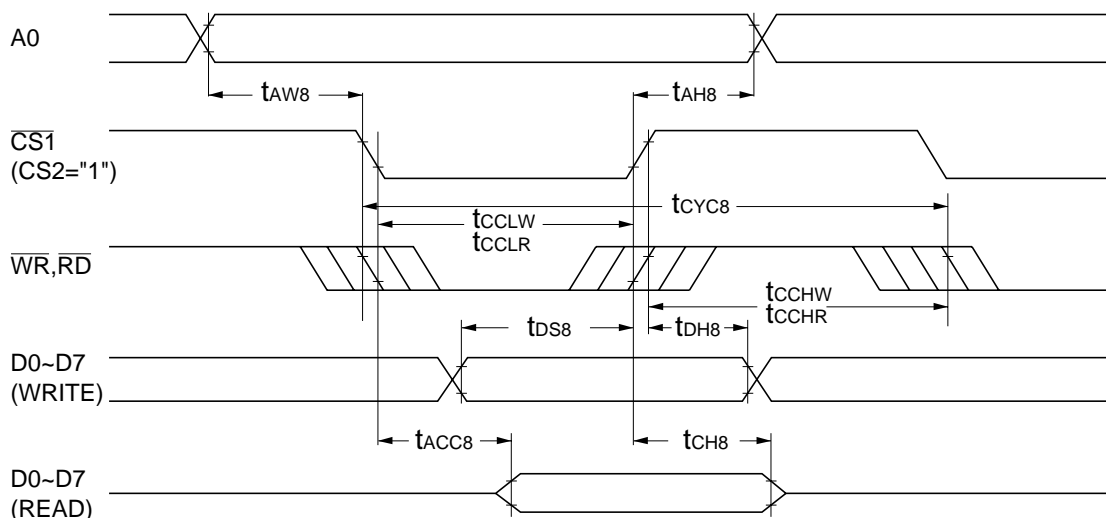 A0
tAW8
tAH8
CS1
(CS2="1")
tCYC8
tCCLW
tCCLR
WR,RD
tCCHW
tCCHR
tDS8
tDH8
D0~D7
(WRITE)
tACC8
tCH8
D0~D7
(READ)